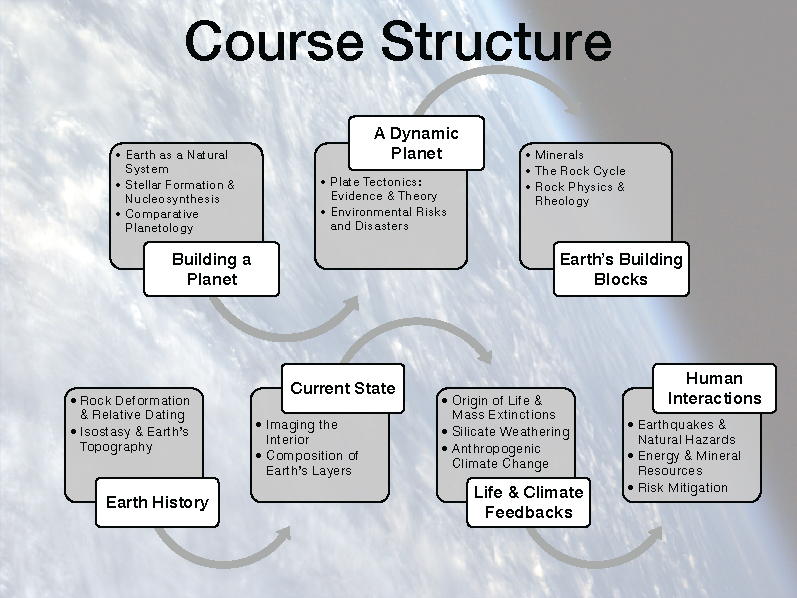 Course Structure
• Earth as a Natural
System
• Stellar Formation &
Nucleosynthesis
• Comparative
Planetology
Building a
Planet
A Dynamic
Planet
• Plate Tectonics:
Evidence & Theory
• Environmental Risks
and Disasters
• Minerals
• The Rock Cycle
• Rock Physics &
Rheology
Earth's Building
Blocks
• Rock Deformation
& Relative Dating
• Isostasy & Earth's
Topography
Earth History
Current State
• Imaging the
Interior
• Composition of
Earth's Layers
• Origin of Life &
Mass Extinctions
• Silicate Weathering
• Anthropogenic
Climate Change
Life & Climate
Feedbacks
Human
Interactions
• Earthquakes &
Natural Hazards
• Energy & Mineral
Resources
• Risk Mitigation